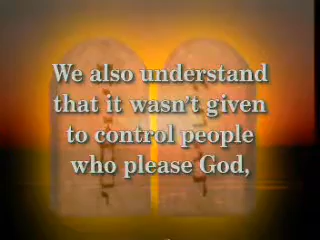 We also understand
that it wasn't given
to control people
who please God,